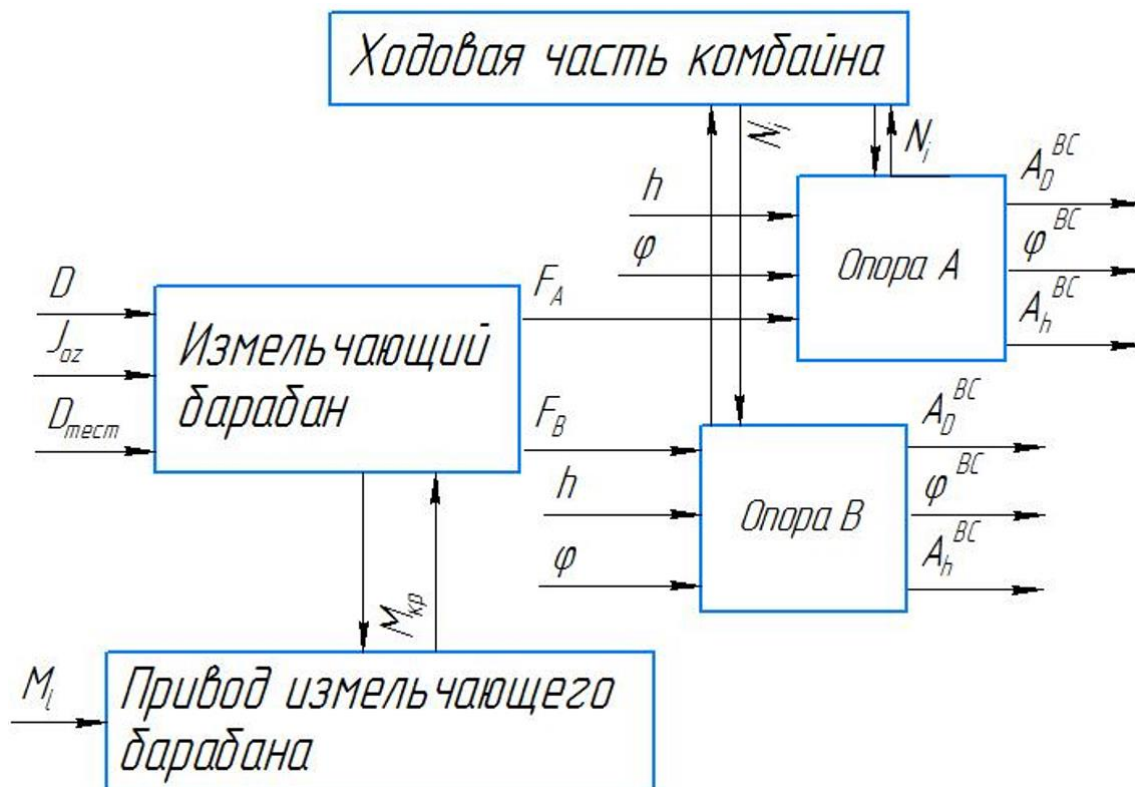 Ходовая часть комбайна
N_i
N_i
h
φ
F_A
Опора А
A_D^BC
φ^BC
A_h^BC
D
J_oz
D_тест
Измельчающий
барабан
F_B
h
φ
Опора В
A_D^BC
φ^BC
A_h^BC
M_кр
M_i
Привод измельчающего
барабана